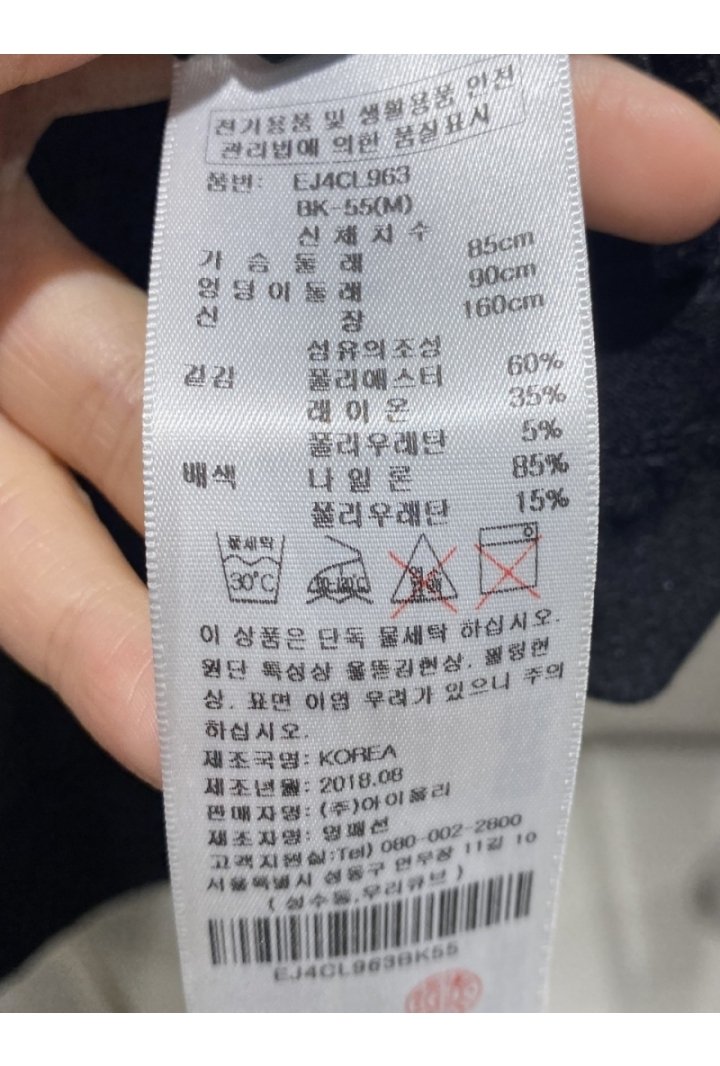 전기용품 및 생활용품 안전
관리법에 의한 품질표시
품번: EJ4CL963
BK-55(M)
신체치수
가슴둘레 85cm
엉덩이둘레 90cm
신장 160cm
섬유의조성
겉감 폴리에스터 60%
레이온 35%
폴리우레탄 5%
배색 나일론 85%
폴리우레탄 15%
물세탁
30°C
이 상품은 단독 물세탁 하십시오.
원단 특성상 올뜯김현상. 필링현
상. 표면 이염 우려가 있으니 주의
하십시오.
제조국명: KOREA
제조년월: 2018.08
판매자명: (주)아이올리
제조자명: 영패션
고객지원실:Tel) 080-002-2800
서울특별시 성동구 연무장 11길 10
(성수동,우리큐브)
EJ4CL963BK55